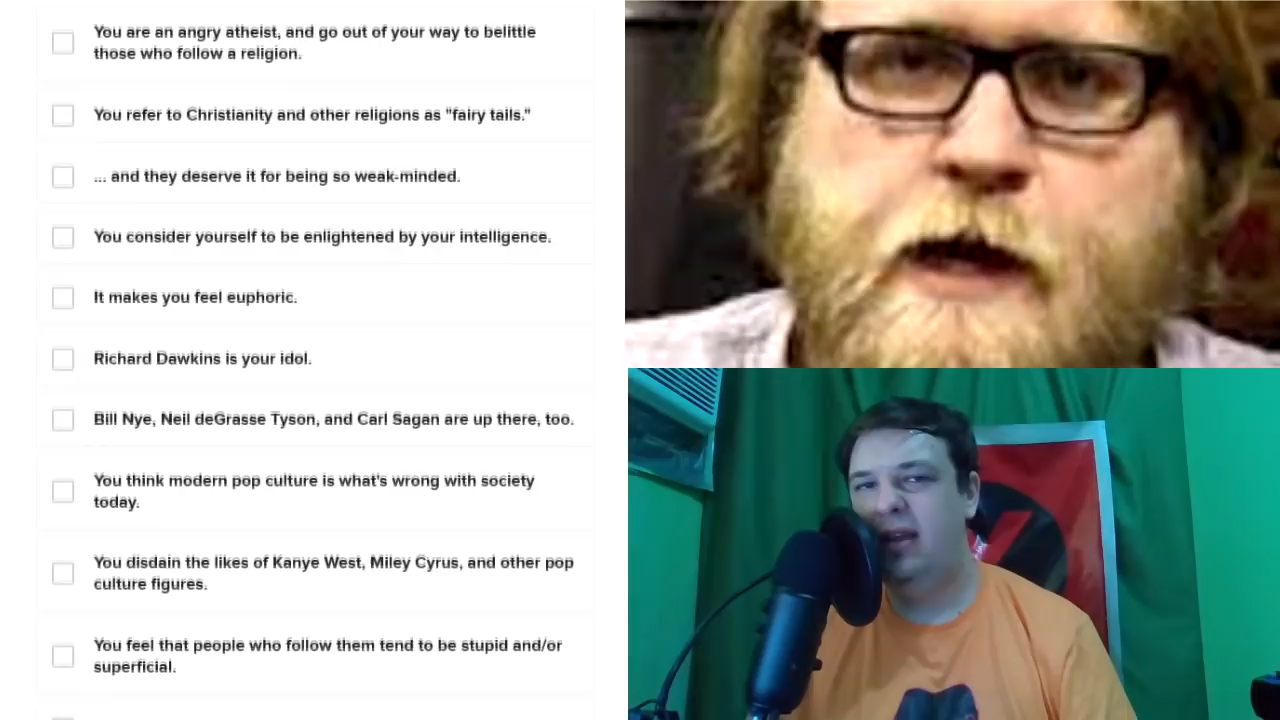 You are an angry atheist, and go out of your way to belittle
those who follow a religion.
You refer to Christianity and other religions as "fairy tails."
... and they deserve it for being so weak-minded.
You consider yourself to be enlightened by your intelligence.
It makes you feel euphoric.
Richard Dawkins is your idol.
Bill Nye, Neil deGrasse Tyson, and Carl Sagan are up there, too.
You think modern pop culture is what's wrong with society
today.
You disdain the likes of Kanye West, Miley Cyrus, and other pop
culture figures.
You feel that people who follow them tend to be stupid and/or
superficial.